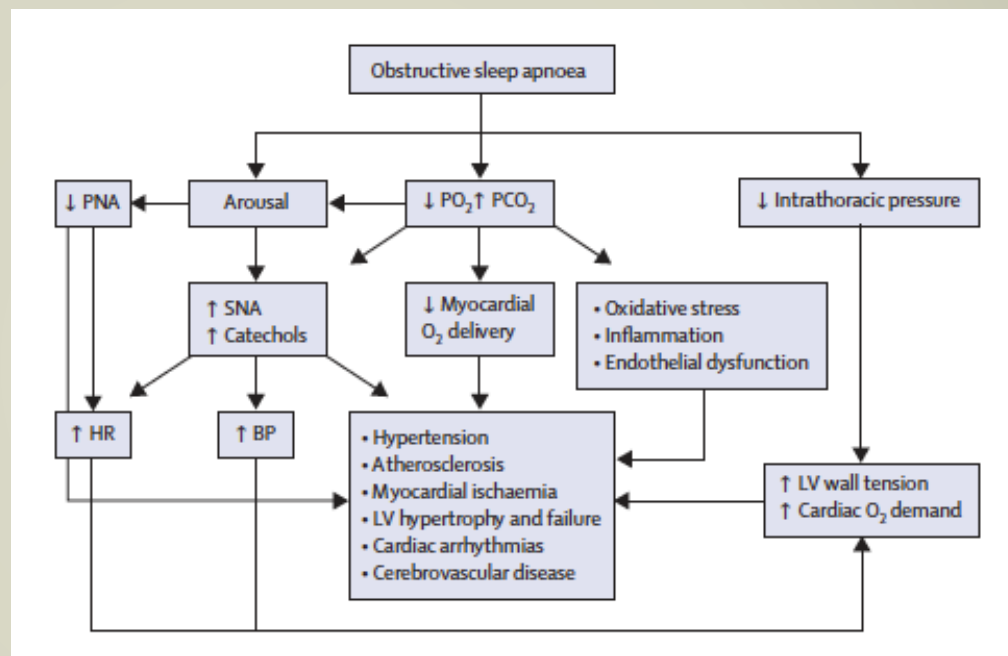 Obstructive sleep apnoea
↓ PNA
Arousal
↓ PO₂↑ PCO₂
↓ Intrathoracic pressure
↑ SNA
↑ Catechols
↓ Myocardial
O₂ delivery
• Oxidative stress
• Inflammation
• Endothelial dysfunction
↑ HR
↑ BP
• Hypertension
• Atherosclerosis
• Myocardial ischaemia
• LV hypertrophy and failure
• Cardiac arrhythmias
• Cerebrovascular disease
↑ LV wall tension
↑ Cardiac O₂ demand